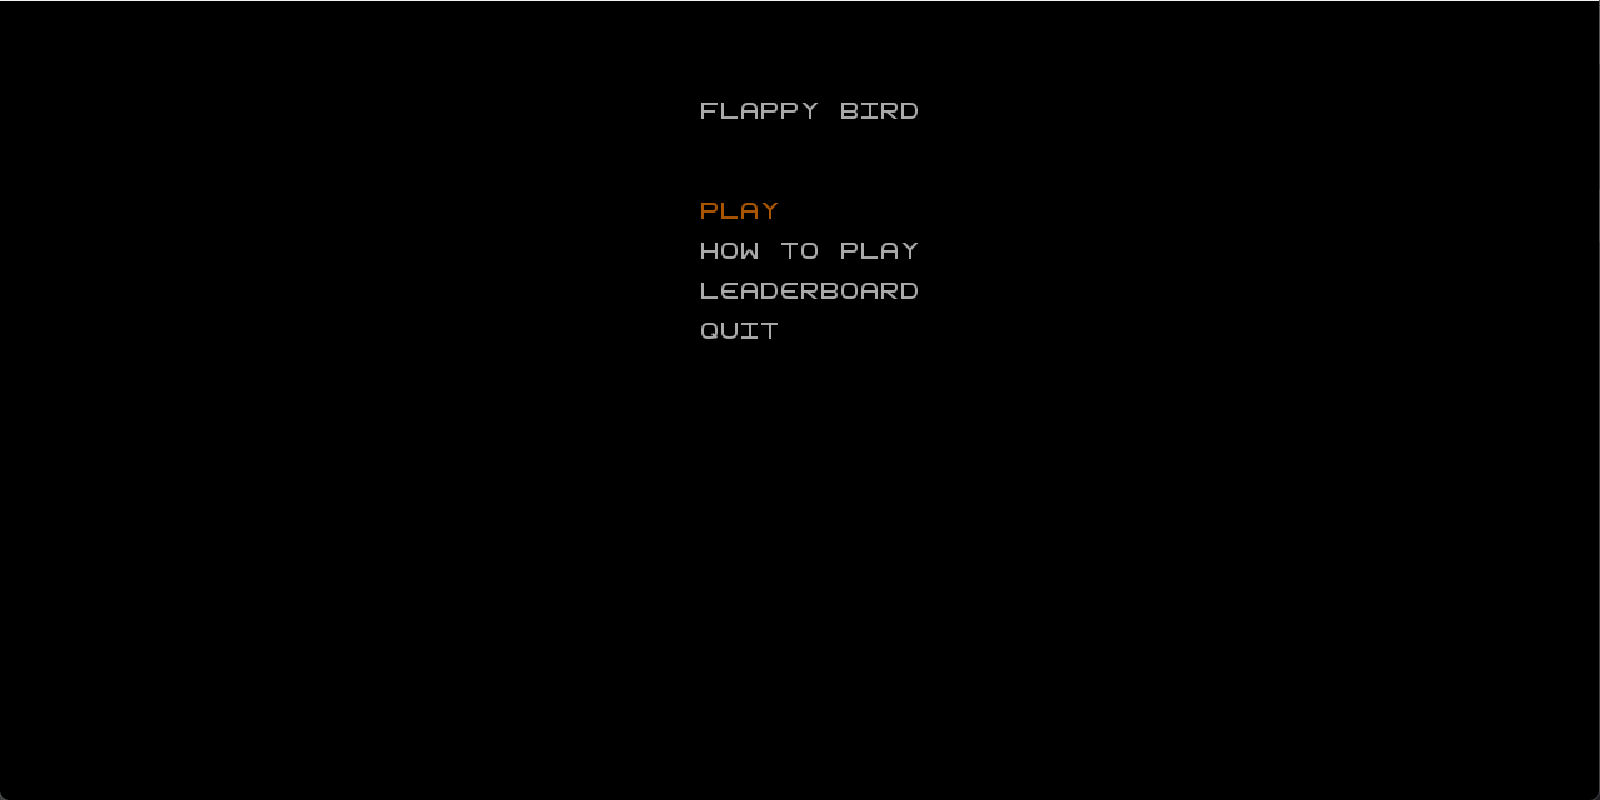 FLAPPY BIRD
PLAY
HOW TO PLAY
LEADERBOARD
QUIT